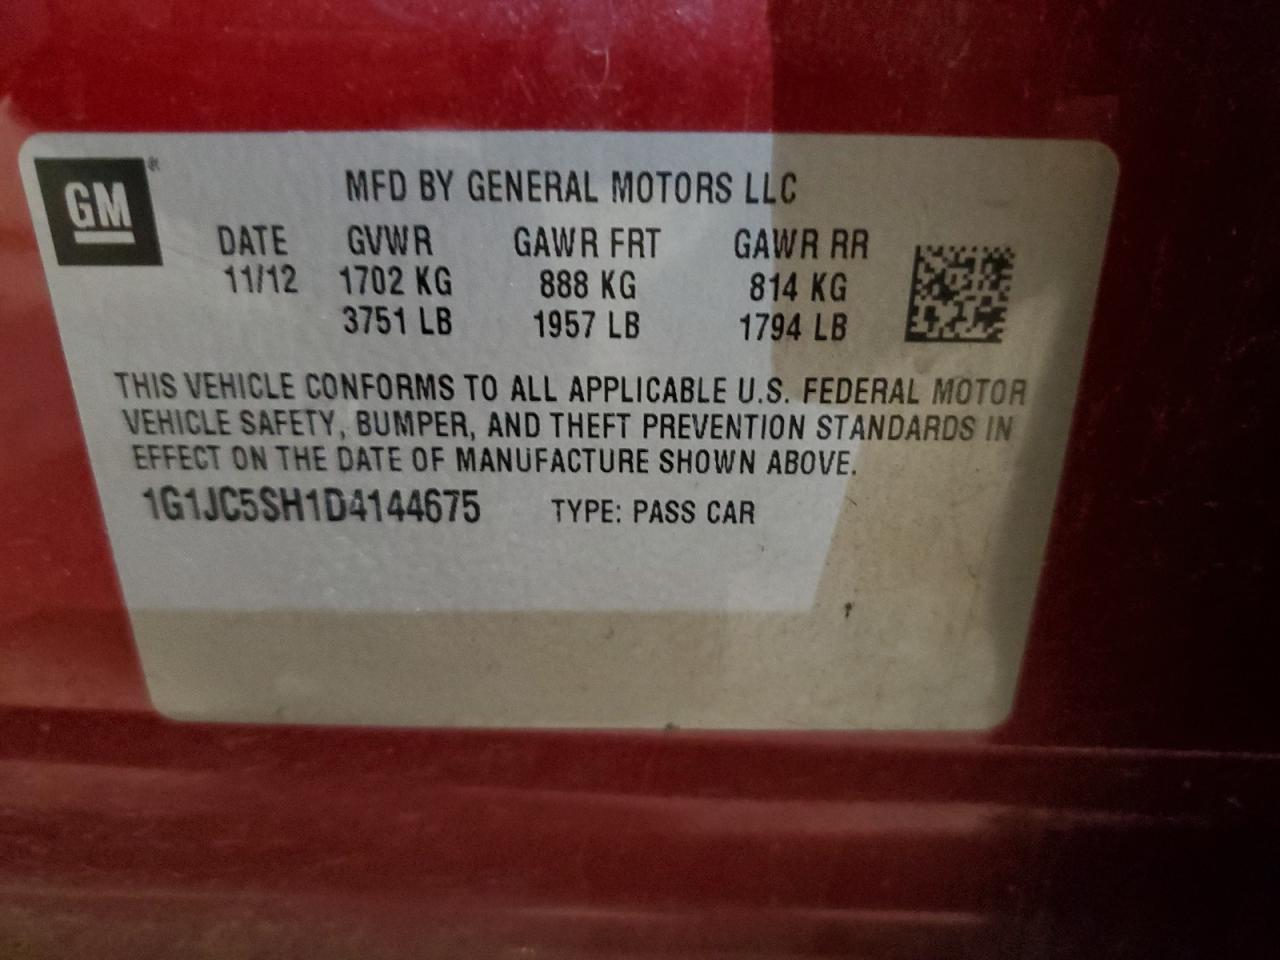 GM
MFD BY GENERAL MOTORS LLC
DATE GVWR GAWR FRT GAWR RR
11/12 1702 KG 888 KG 814 KG
3751 LB 1957 LB 1794 LB
THIS VEHICLE CONFORMS TO ALL APPLICABLE U.S. FEDERAL MOTOR
VEHICLE SAFETY, BUMPER, AND THEFT PREVENTION STANDARDS IN
EFFECT ON THE DATE OF MANUFACTURE SHOWN ABOVE.
1G1JC5SH1D4144675 TYPE: PASS CAR